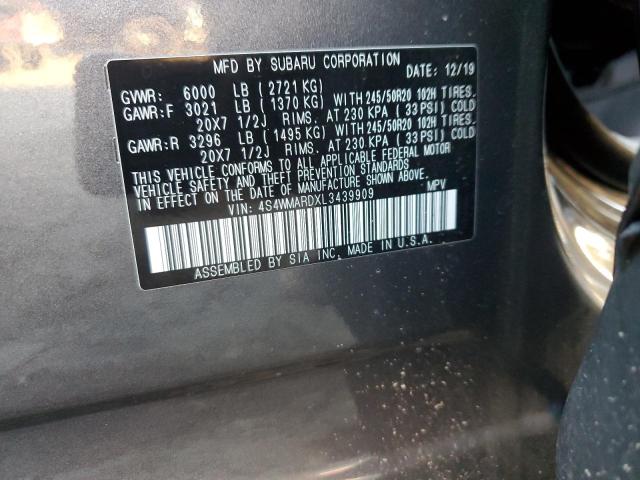 MFD BY SUBARU CORPORATION
DATE: 12/19
GVWR: 6000 LB (2721 KG)
GAWR:F 3021 LB (1370 KG) WITH 245/50R20 102H TIRES.
20X7 1/2J RIMS. AT 230 KPA (33 PSI) COLD
GAWR:R 3296 LB (1495 KG) WITH 245/50R20 102H TIRES.
20X7 1/2J RIMS. AT 230 KPA (33 PSI) COLD
THIS VEHICLE CONFORMS TO ALL APPLICABLE FEDERAL MOTOR
VEHICLE SAFETY AND THEFT PREVENTION STANDARDS IN EFFECT ON THE
DATE OF MANUFACTURE SHOWN ABOVE.
VIN: 4S4WMARDXL3439909 MPV
ASSEMBLED BY SIA INC. MADE IN U.S.A.